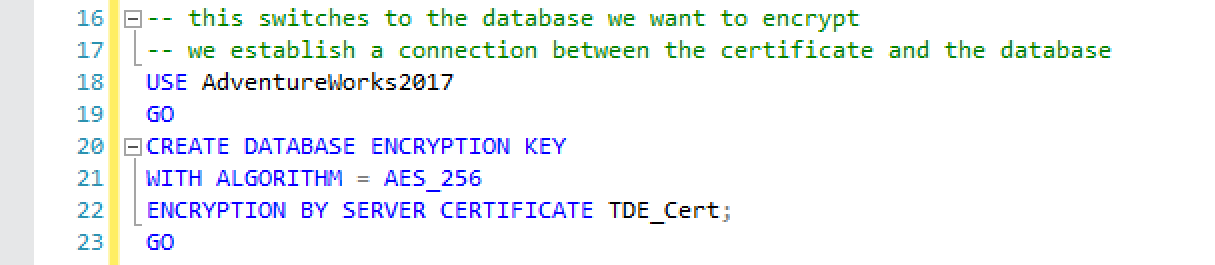 16 -- this switches to the database we want to encrypt
17 -- we establish a connection between the certificate and the database
18 USE AdventureWorks2017
19 GO
20 CREATE DATABASE ENCRYPTION KEY
21 WITH ALGORITHM = AES_256
22 ENCRYPTION BY SERVER CERTIFICATE TDE_Cert;
23 GO